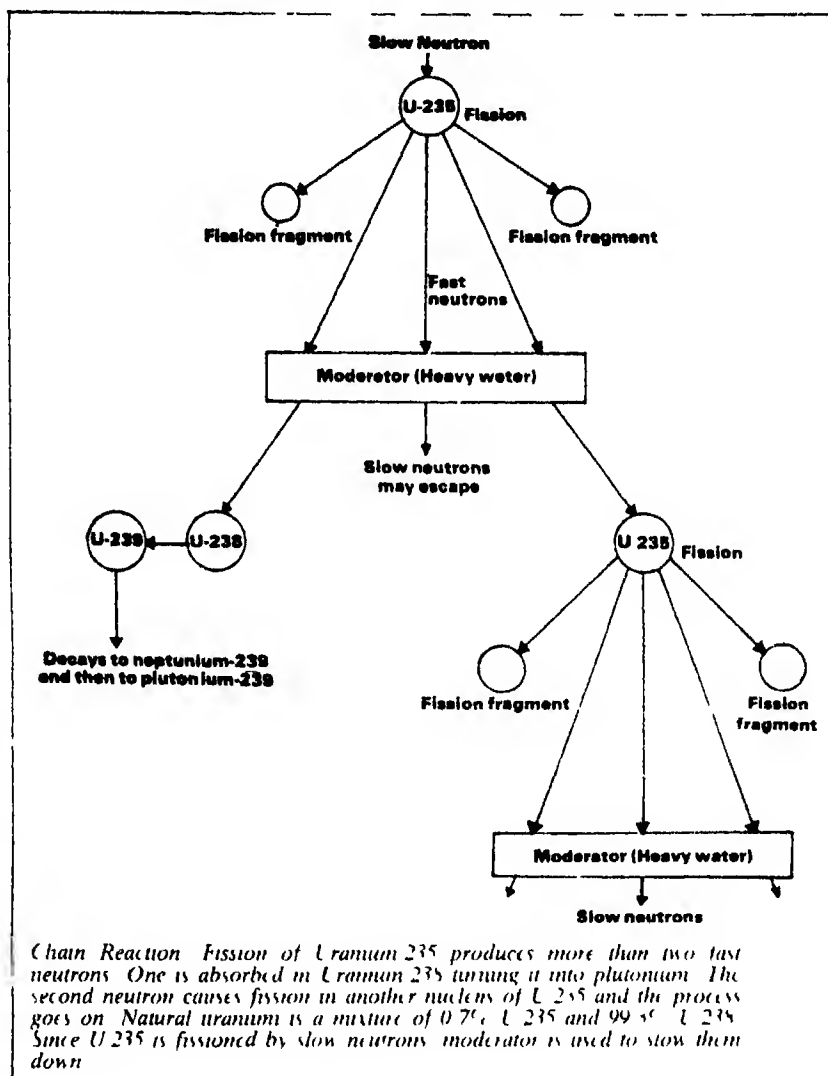 Slow Neutron
U-235
Fission
Fission fragment
Fission fragment
Fast
neutrons
Moderator (Heavy water)
Slow neutrons
may escape
U-239
U-238
U 235
Fission
Decays to neptunium-239
and then to plutonium-239
Fission fragment
Fission
fragment
Moderator (Heavy water)
Slow neutrons
Chain Reaction Fission of Uranium 235 produces more than two fast
neutrons One is absorbed in Uranium 238 turning it into plutonium The
second neutron causes fission in another nucleus of U 235 and the process
goes on Natural uranium is a mixture of 0.7% U 235 and U 238
Since U 235 is fissioned by slow neutrons moderator is used to slow them
down